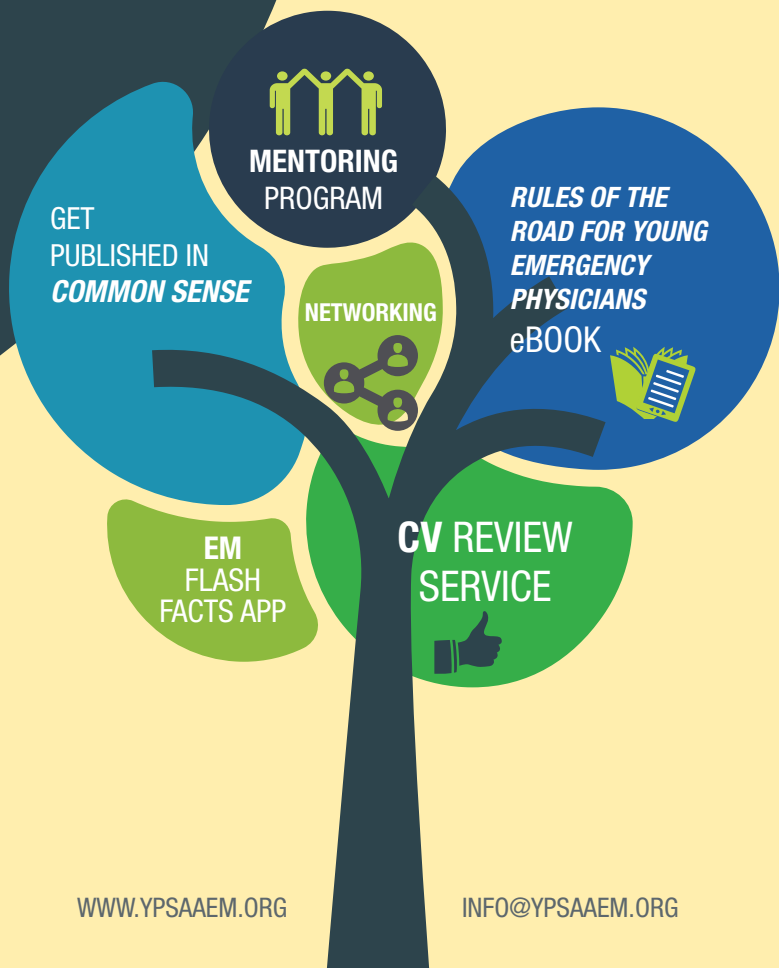 MENTORING
PROGRAM
GET
PUBLISHED IN
COMMON SENSE
RULES OF THE
ROAD FOR YOUNG
EMERGENCY
PHYSICIANS
eBOOK
NETWORKING
EM
FLASH
FACTS APP
CV REVIEW
SERVICE
WWW.YPSAAEM.ORG
INFO@YPSAAEM.ORG